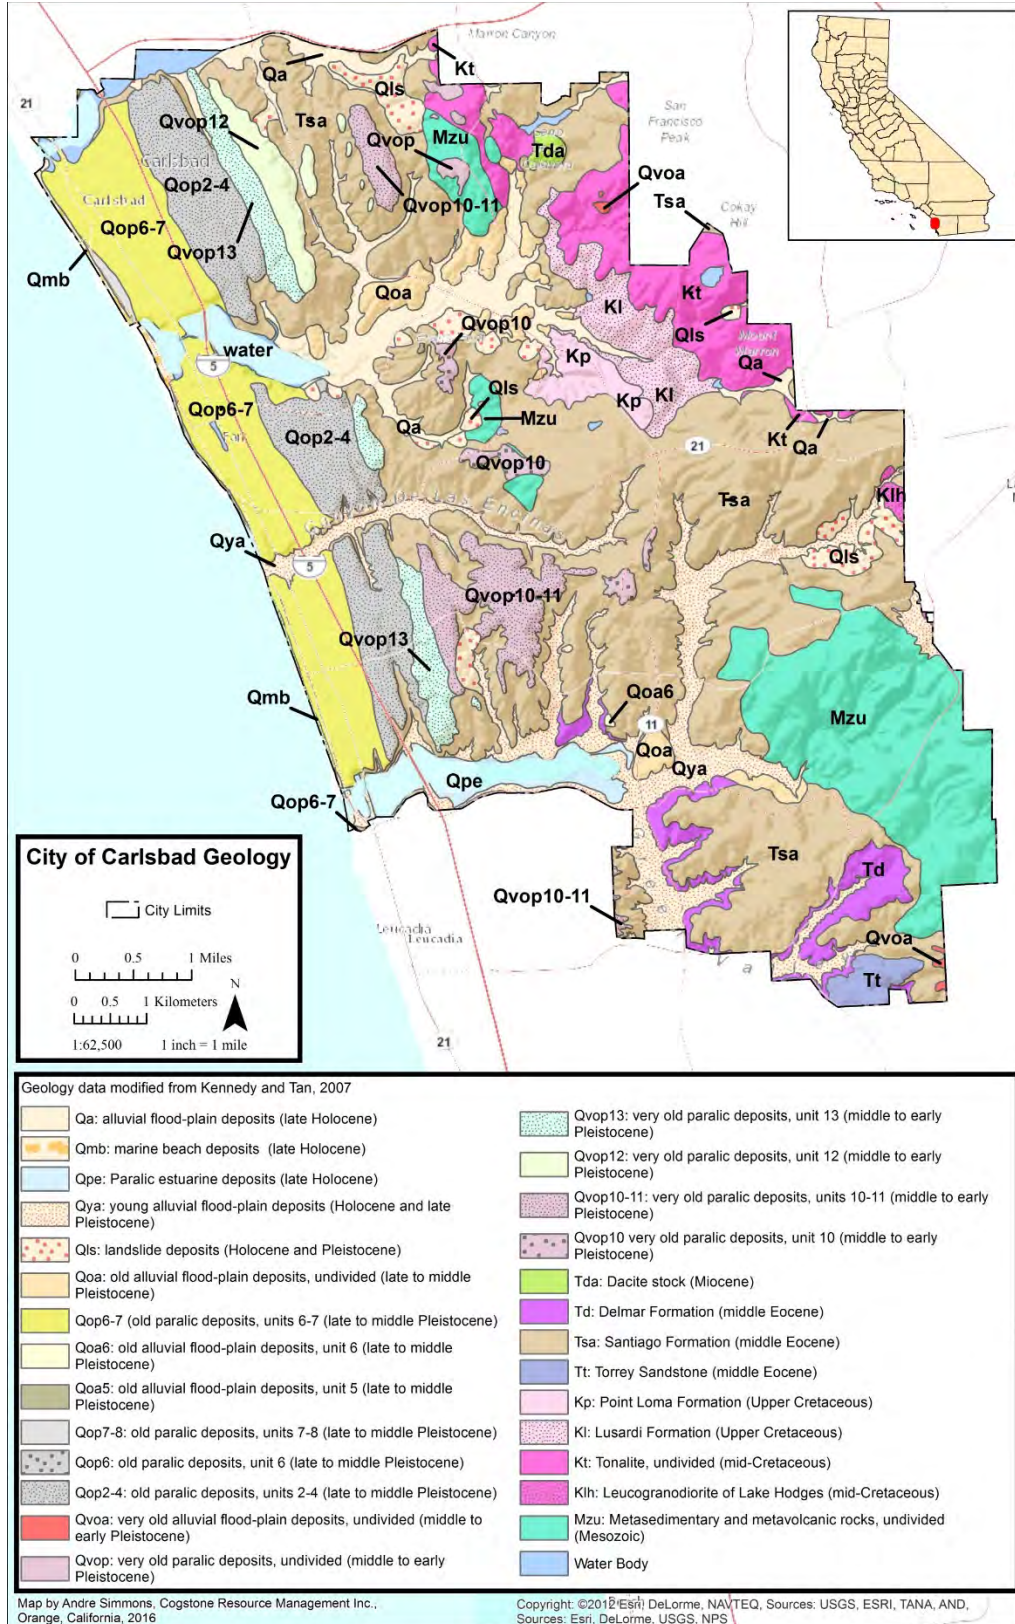 Marron Canyon
Kt
Qa
Qls
21
Tsa
San
Francisco
Peak
Qvop12
Qvop
Mzu
Tda
Carlsbad
Qvoa
Carlsbad
Qop2-4
Tsa
Cokay
Hill
Qvop10-11
Qop6-7
Qvop13
Qmb
Qoa
Kl
Kt
Qvop10
Qls
Mount
Marron
water
Kp
Qa
5
Qls
Kl
Qop6-7
Kp
Mzu
Qop2-4
Qa
Kt
Qa
21
Qvop10
Klh
Tsa
Qya
Qls
5
Qvop10-11
Qvop13
Qoa6
Qmb
11
Mzu
Qoa
Qya
Qpe
Qop6-7
Tsa
Td
City of Carlsbad Geology
City Limits
Qvop10-11
Leucadia
Leucadia
Qvoa
0 0.5 1 Miles
Tt
N
0 0.5 1 Kilometers
1:62,500 1 inch = 1 mile
21
Geology data modified from Kennedy and Tan, 2007
Qa: alluvial flood-plain deposits (late Holocene)
Qmb: marine beach deposits (late Holocene)
Qpe: Paralic estuarine deposits (late Holocene)
Qya: young alluvial flood-plain deposits (Holocene and late
Pleistocene)
Qls: landslide deposits (Holocene and Pleistocene)
Qoa: old alluvial flood-plain deposits, undivided (late to middle
Pleistocene)
Qop6-7 (old paralic deposits, units 6-7 (late to middle Pleistocene)
Qoa6: old alluvial flood-plain deposits, unit 6 (late to middle
Pleistocene)
Qoa5: old alluvial flood-plain deposits, unit 5 (late to middle
Pleistocene)
Qop7-8: old paralic deposits, units 7-8 (late to middle Pleistocene)
Qop6: old paralic deposits, unit 6 (late to middle Pleistocene)
Qop2-4: old paralic deposits, units 2-4 (late to middle Pleistocene)
Qvoa: very old alluvial flood-plain deposits, undivided (middle to
early Pleistocene)
Qvop: very old paralic deposits, undivided (middle to early
Pleistocene)
Qvop13: very old paralic deposits, unit 13 (middle to early
Pleistocene)
Qvop12: very old paralic deposits, unit 12 (middle to early
Pleistocene)
Qvop10-11: very old paralic deposits, units 10-11 (middle to early
Pleistocene)
Qvop10 very old paralic deposits, unit 10 (middle to early
Pleistocene)
Tda: Dacite stock (Miocene)
Td: Delmar Formation (middle Eocene)
Tsa: Santiago Formation (middle Eocene)
Tt: Torrey Sandstone (middle Eocene)
Kp: Point Loma Formation (Upper Cretaceous)
Kl: Lusardi Formation (Upper Cretaceous)
Kt: Tonalite, undivided (mid-Cretaceous)
Klh: Leucogranodiorite of Lake Hodges (mid-Cretaceous)
Mzu: Metasedimentary and metavolcanic rocks, undivided
(Mesozoic)
Water Body
Map by Andre Simmons, Cogstone Resource Management Inc.,
Orange, California, 2016
Copyright: ©2012 Esri, DeLorme, NAVTEQ, Sources: USGS, ESRI, TANA, AND,
Sources: Esri, DeLorme, USGS, NPS